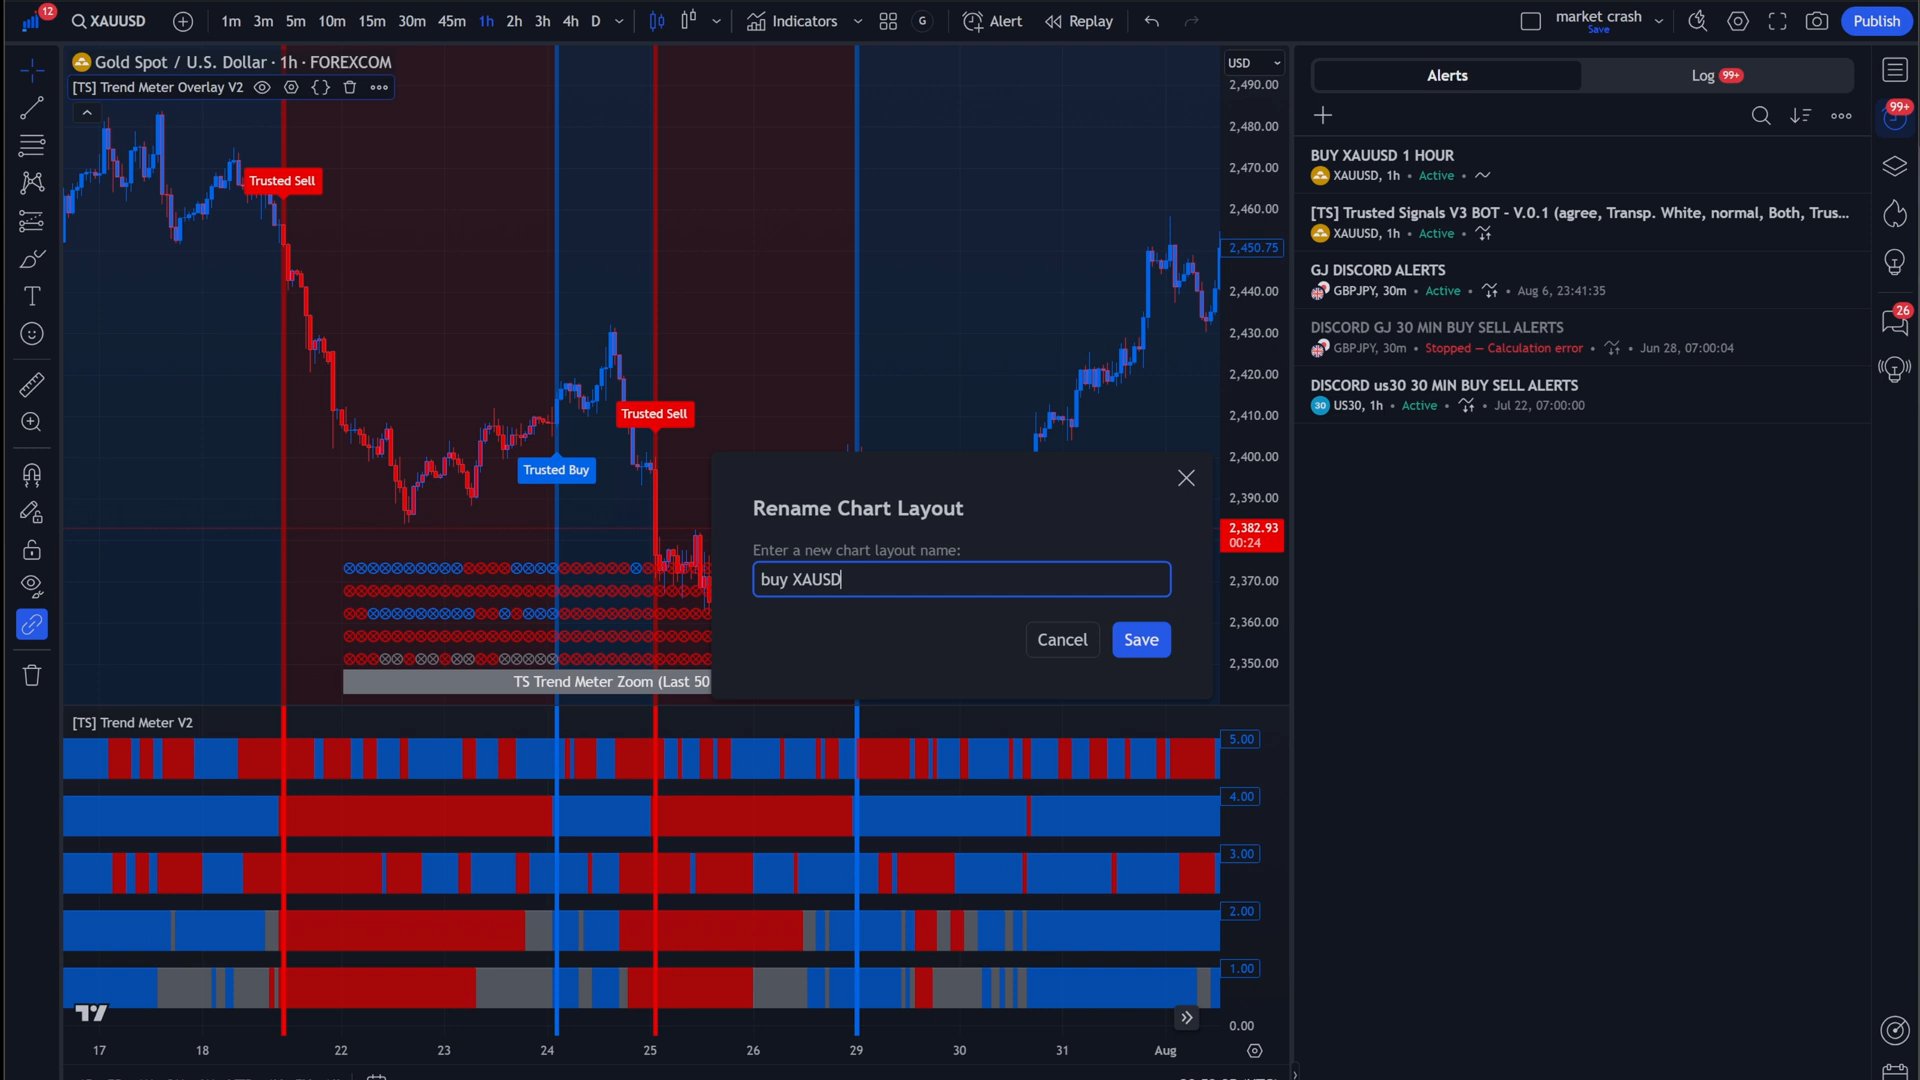 12
XAUUSD
1m 3m 5m 10m 15m 30m 45m 1h 2h 3h 4h D
Indicators
G
Alert
Replay
market crash
Save
Publish
Gold Spot / U.S. Dollar · 1h · FOREXCOM
[TS] Trend Meter Overlay V2
USD
2,490.00
2,480.00
2,470.00
2,460.00
2,450.75
2,440.00
2,430.00
2,420.00
2,410.00
2,400.00
2,390.00
2,382.93
00:24
2,370.00
2,360.00
2,350.00
Trusted Sell
Trusted Buy
Trusted Sell
Rename Chart Layout
Enter a new chart layout name:
buy XAUSD
Cancel
Save
TS Trend Meter Zoom (Last 50
[TS] Trend Meter V2
5.00
4.00
3.00
2.00
1.00
0.00
17 18 22 23 24 25 26 29 30 31 Aug
Alerts
Log 99+
BUY XAUUSD 1 HOUR
XAUUSD, 1h • Active •
[TS] Trusted Signals V3 BOT - V.0.1 (agree, Transp. White, normal, Both, Trus...
XAUUSD, 1h • Active •
GJ DISCORD ALERTS
GBPJPY, 30m • Active • Aug 6, 23:41:35
DISCORD GJ 30 MIN BUY SELL ALERTS
GBPJPY, 30m • Stopped — Calculation error • Jun 28, 07:00:04
DISCORD us30 30 MIN BUY SELL ALERTS
30 US30, 1h • Active • Jul 22, 07:00:00
99+
26